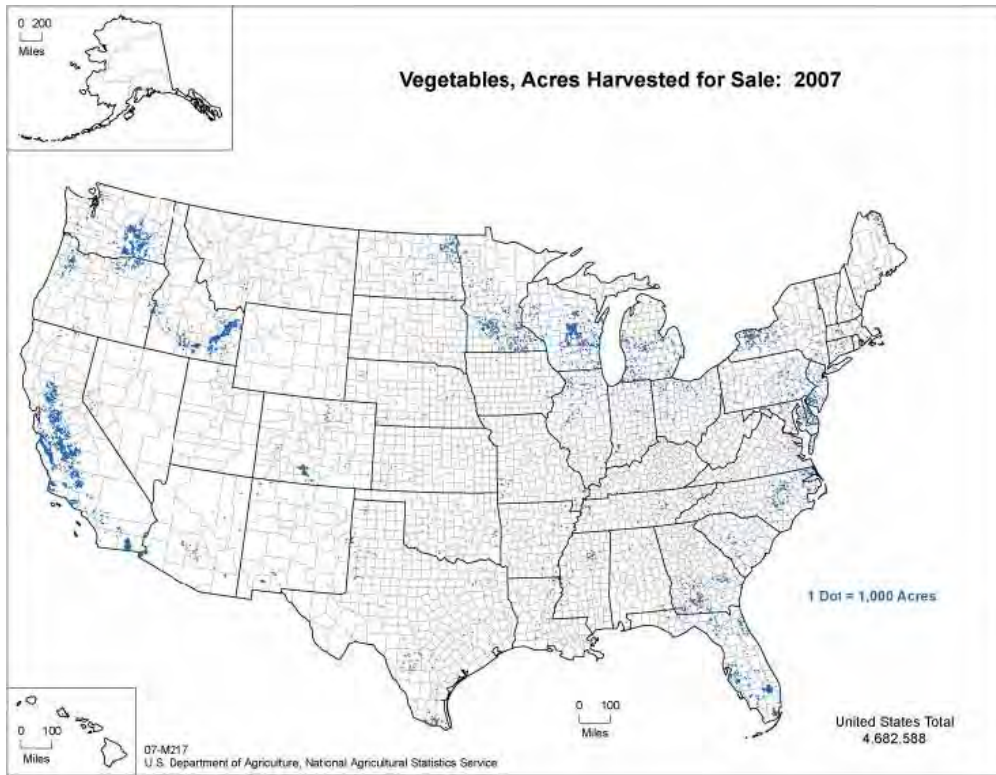 0 200
Miles
Vegetables, Acres Harvested for Sale: 2007
1 Dot = 1,000 Acres
0 100
Miles
0 100
Miles
United States Total
4,682,588
07-M217
U.S. Department of Agriculture, National Agricultural Statistics Service